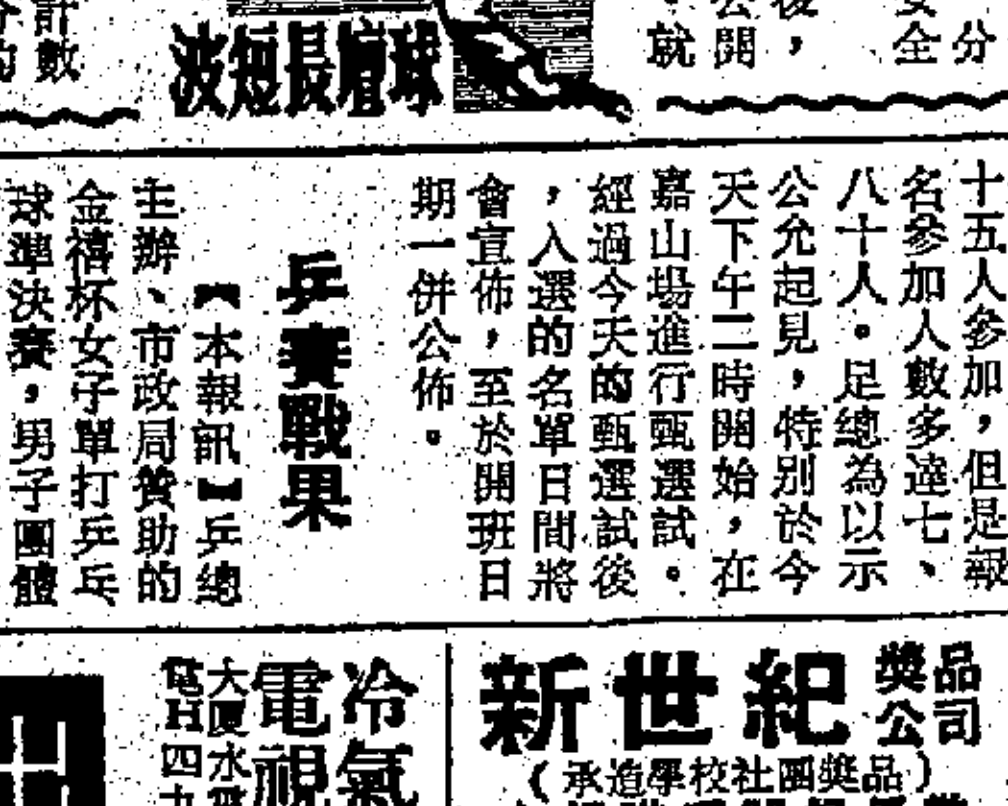 計數
就
公開
後，
安全
分
球壇長短波
十五人參加，但是報
名參加人數多達七、
八十人。足總為以示
公允起見，特別於今
天下午二時開始，在
嘉山場進行甄選試。
經過今天的甄選試後
，入選的名單日間將
會宣佈，至於開班日
期一併公佈。
乒賽戰果
【本報訊】乒總
主辦、市政局贊助的
金禧杯女子單打乒乓
球準決賽，男子團體
新世紀
獎品公司
（承造學校社團獎品）
冷氣
電視
大廈水電
電H四九